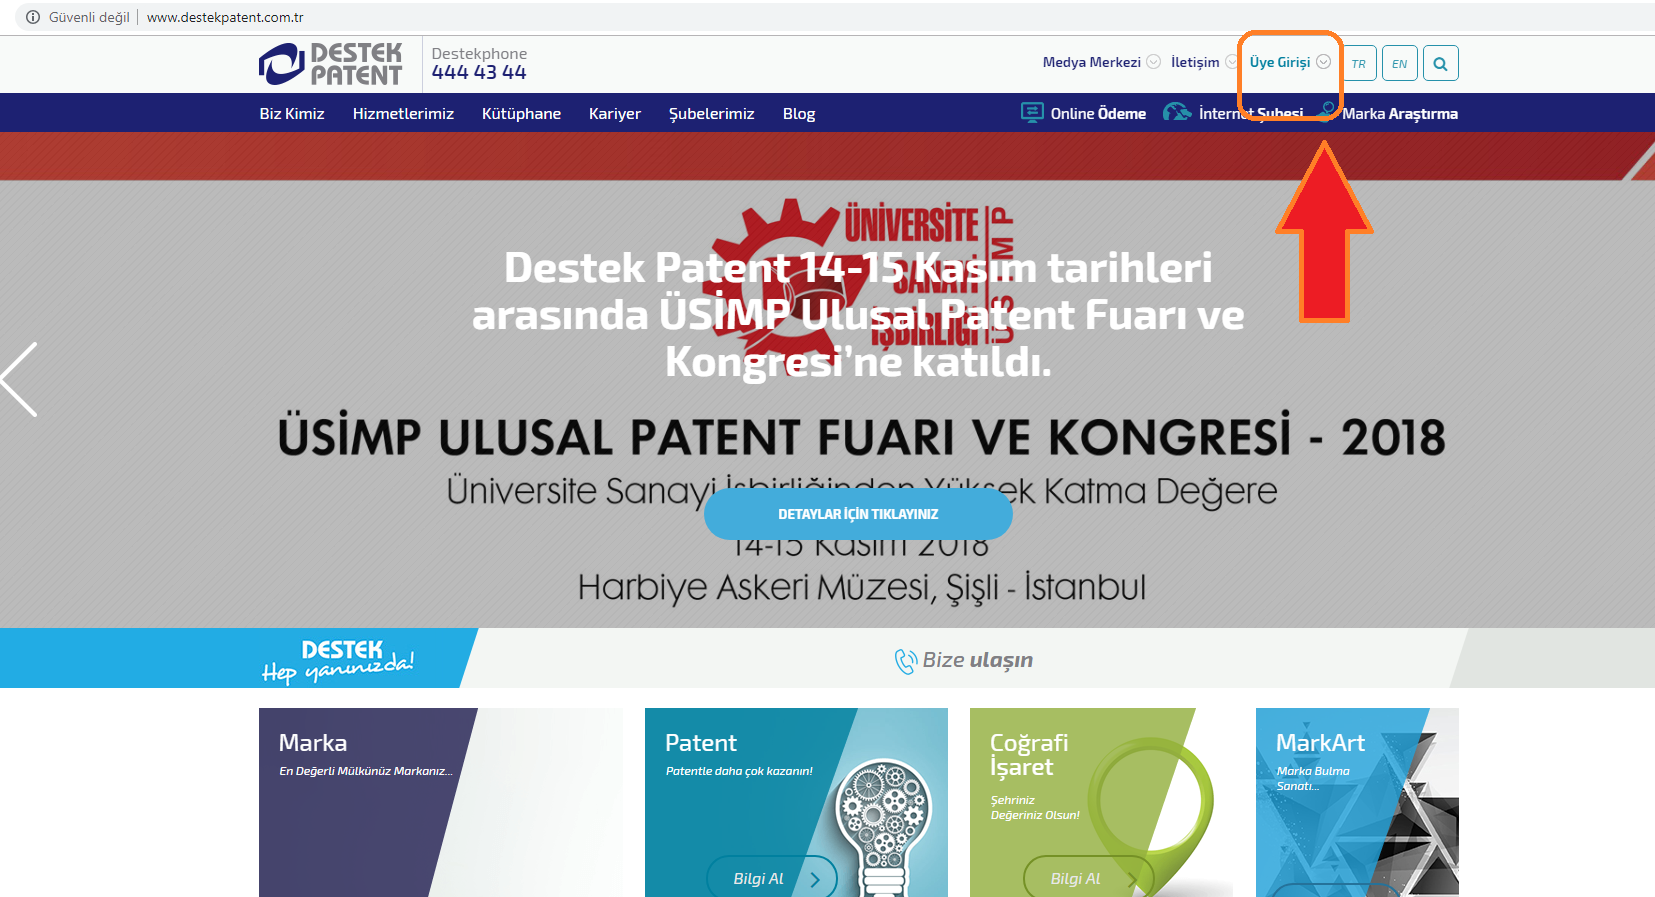 Güvenli değil www.destekpatent.com.tr
DESTEK
PATENT
Destekphone
444 43 44
Medya Merkezi İletişim Üye Girişi TR EN
Biz Kimiz Hizmetlerimiz Kütüphane Kariyer Şubelerimiz Blog Online Ödeme İnternet Şubesi Marka Araştırma
ÜNİVERSİTE
SANAYİ
İŞBİRLİĞİ
ÜSİMP
Destek Patent 14-15 Kasım tarihleri
arasında ÜSİMP Ulusal Patent Fuarı ve
Kongresi'ne katıldı.
ÜSİMP ULUSAL PATENT FUARI VE KONGRESİ - 2018
Üniversite Sanayi İşbirliğinden Yüksek Katma Değere
DETAYLAR İÇİN TIKLAYINIZ
14-15 Kasım 2018
Harbiye Askeri Müzesi, Şişli - İstanbul
DESTEK
Hep yanınızda!
Bize ulaşın
Marka
En Değerli Mülkünüz Markanız...
Patent
Patentle daha çok kazanın!
Bilgi Al
Coğrafi
İşaret
Şehriniz
Değeriniz Olsun!
Bilgi Al
MarkArt
Marka Bulma
Sanatı...